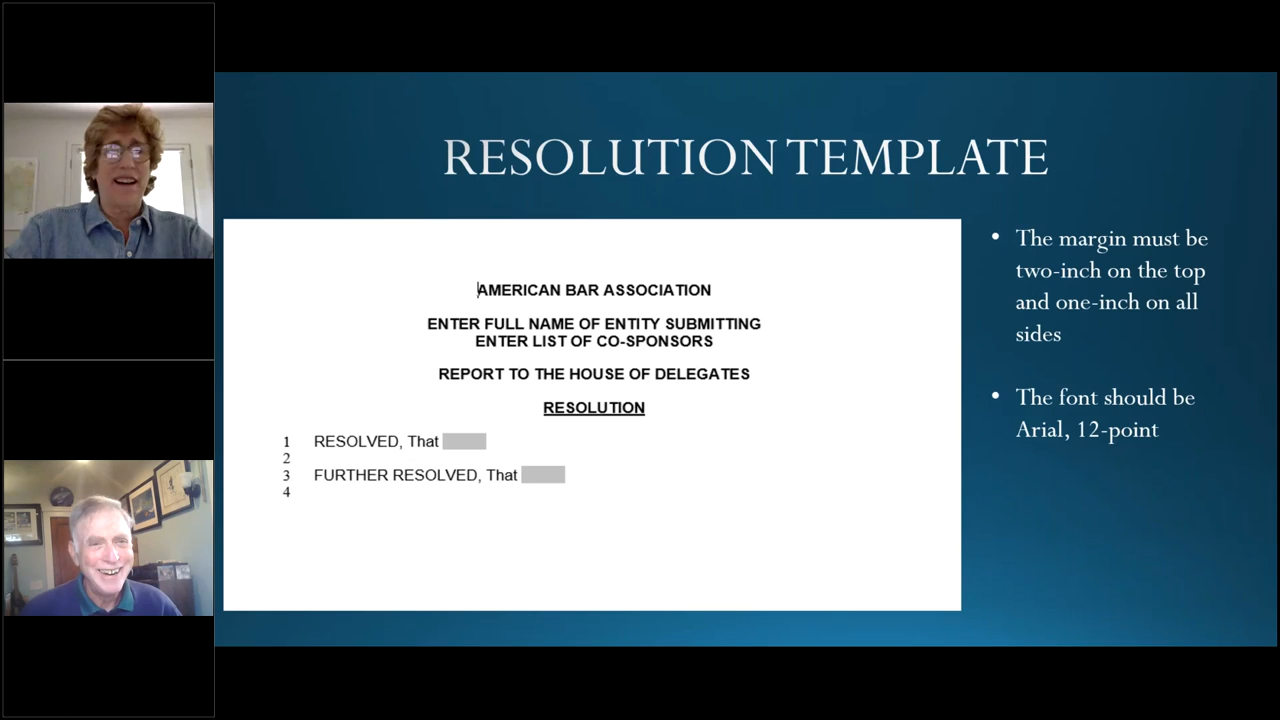 RESOLUTION TEMPLATE
AMERICAN BAR ASSOCIATION
ENTER FULL NAME OF ENTITY SUBMITTING
ENTER LIST OF CO-SPONSORS
REPORT TO THE HOUSE OF DELEGATES
RESOLUTION
1 RESOLVED, That
2
3 FURTHER RESOLVED, That
4
• The margin must be
two-inch on the top
and one-inch on all
sides
• The font should be
Arial, 12-point